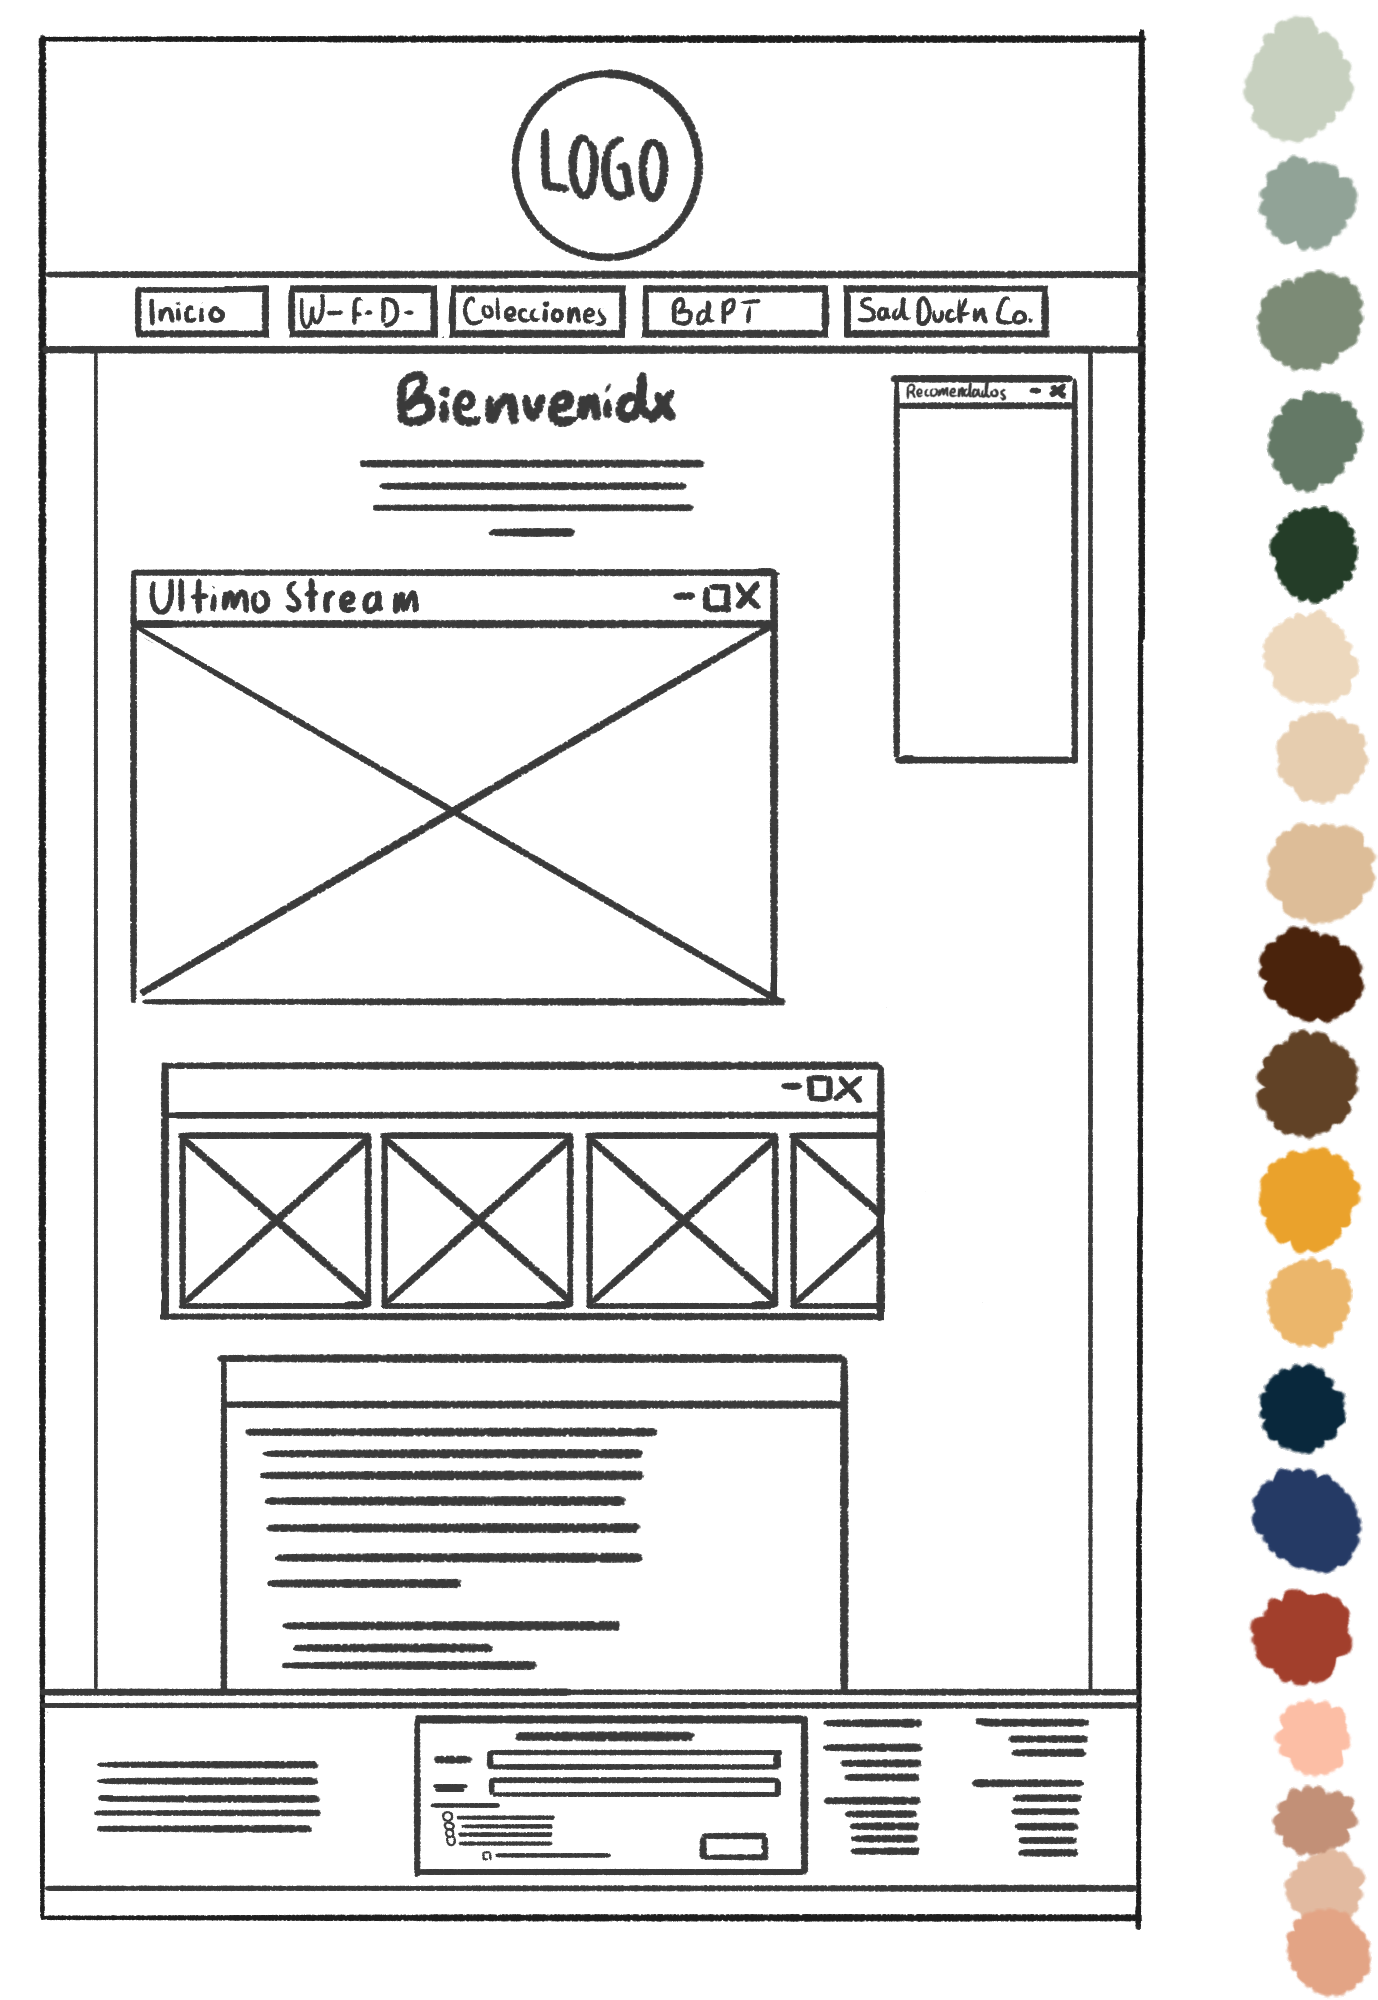 LOGO
Inicio
W-F-D-
Colecciones
BdPT
Sad Duck'n Co.
Bienvenidx
Recomendados - X
Ultimo Stream -□X
-□X